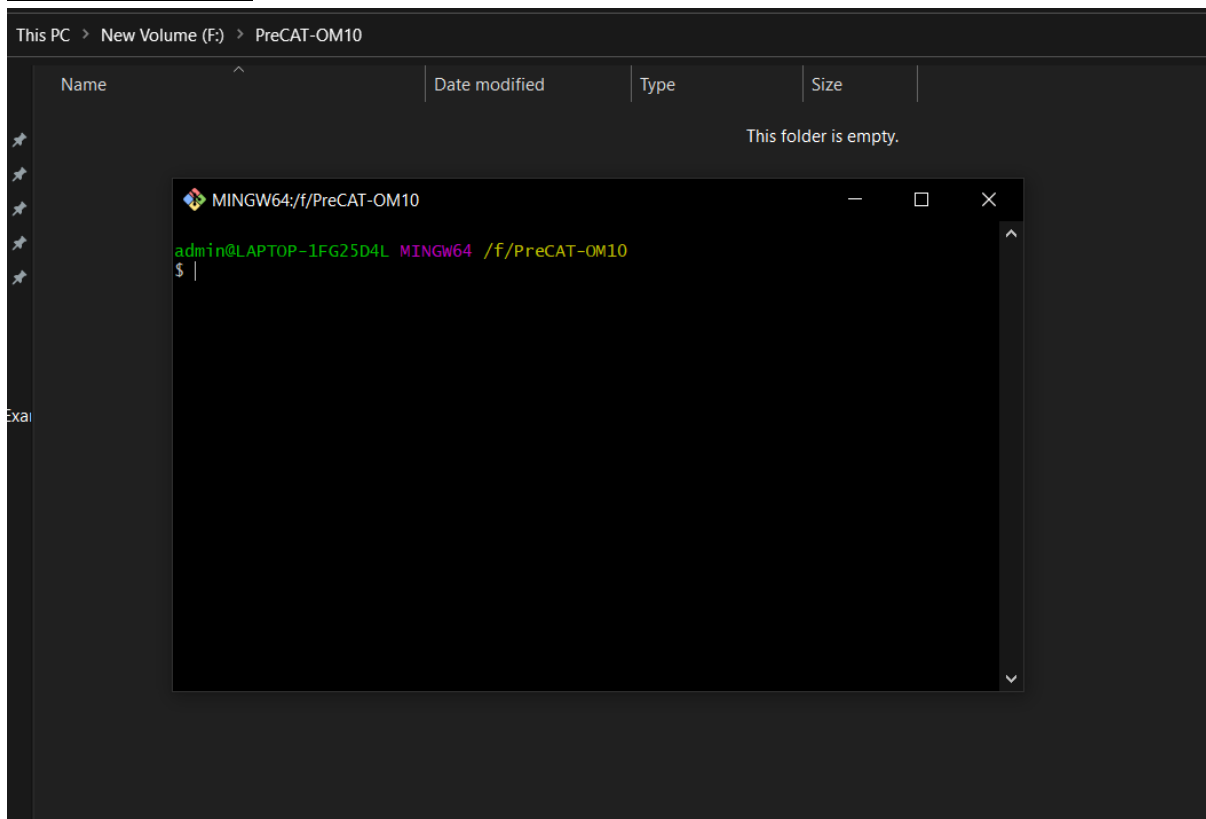 This PC > New Volume (F:) > PreCAT-OM10
Name Date modified Type Size
This folder is empty.
MINGW64:/f/PreCAT-OM10
admin@LAPTOP-1FG25D4L MINGW64 /f/PreCAT-OM10
$